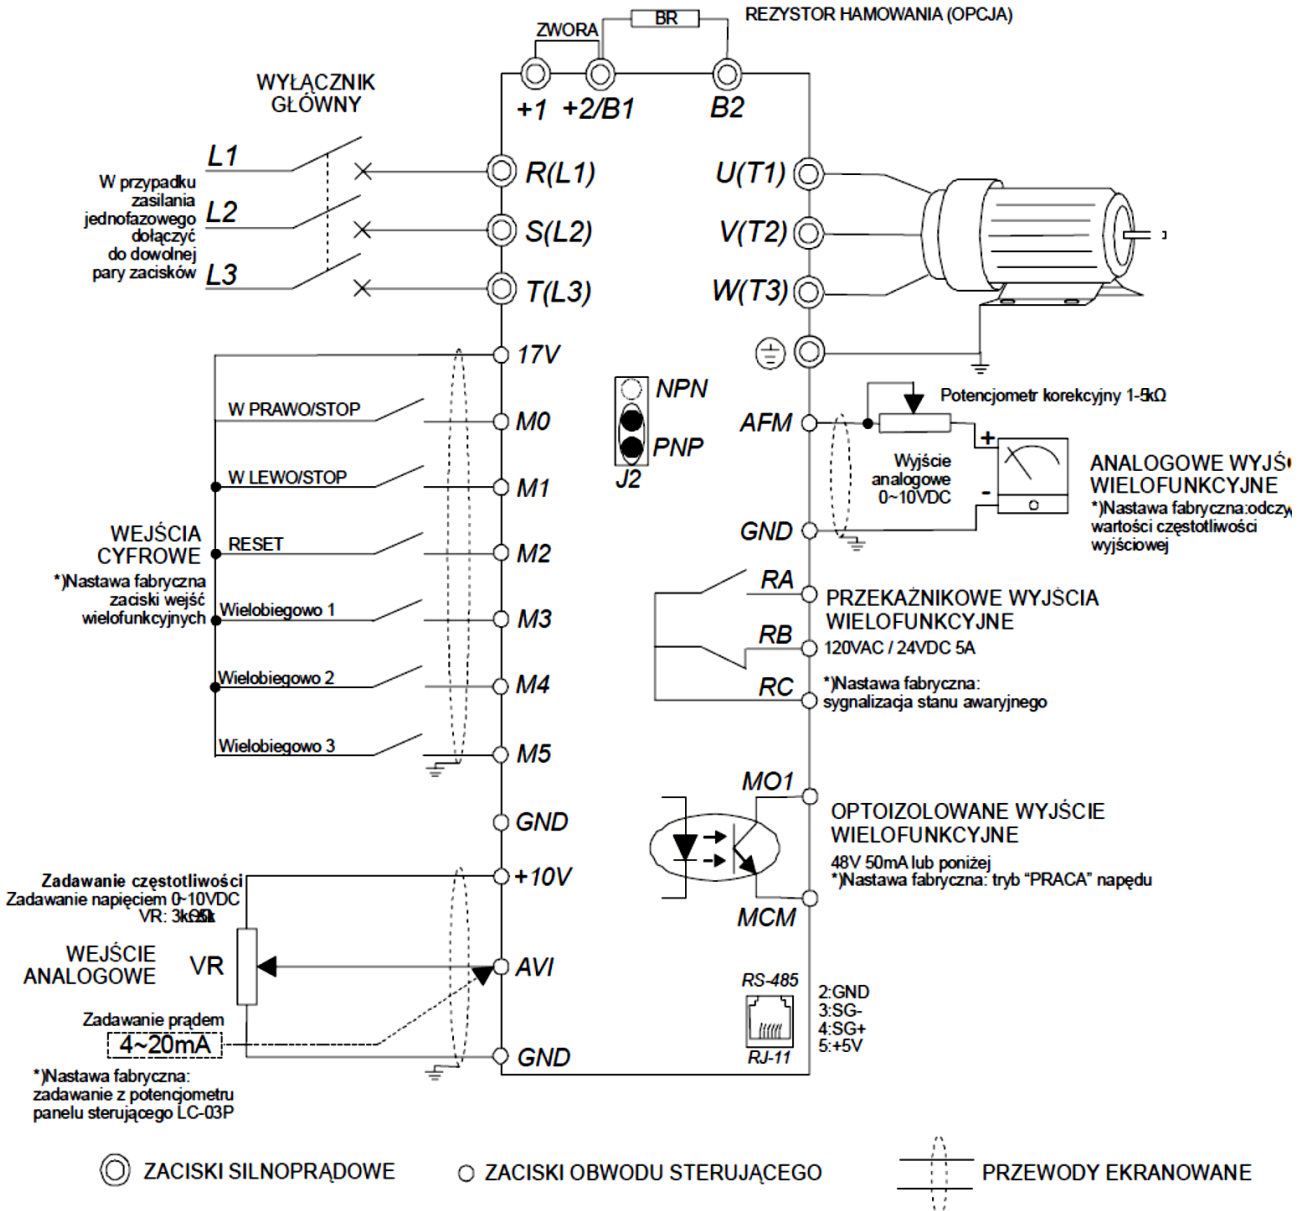 REZYSTOR HAMOWANIA (OPCJA)
BR
ZWORA
WYŁĄCZNIK
GŁÓWNY
+1
+2/B1
B2
L1
R(L1)
U(T1)
W przypadku
zasilania
jednofazowego
dołączyć
do dowolnej
pary zacisków
L2
S(L2)
V(T2)
L3
T(L3)
W(T3)
17V
NPN
PNP
J2
W PRAWO/STOP
M0
W LEWO/STOP
M1
WEJŚCIA
CYFROWE
*)Nastawa fabryczna
zaciski wejść
wielofunkcyjnych
RESET
M2
Wielobiegowo 1
M3
Wielobiegowo 2
M4
Wielobiegowo 3
M5
GND
AFM
Potencjometr korekcyjny 1-5kΩ
+
-
Wyjście
analogowe
0~10VDC
ANALOGOWE WYJŚ
WIELOFUNKCYJNE
*)Nastawa fabryczna:odczy
wartości częstotliwości
wyjściowej
GND
RA
RB
RC
PRZEKAŹNIKOWE WYJŚCIA
WIELOFUNKCYJNE
120VAC / 24VDC 5A
*)Nastawa fabryczna:
sygnalizacja stanu awaryjnego
MO1
MCM
OPTOIZOLOWANE WYJŚCIE
WIELOFUNKCYJNE
48V 50mA lub poniżej
*)Nastawa fabryczna: tryb “PRACA” napędu
Zadawanie częstotliwości
Zadawanie napięciem 0~10VDC
VR:
+10V
WEJŚCIE
ANALOGOWE
VR
AVI
Zadawanie prądem
4~20mA
GND
*)Nastawa fabryczna:
zadawanie z potencjometru
panelu sterującego LC-03P
RS-485
RJ-11
2:GND
3:SG-
4:SG+
5:+5V
ZACISKI SILNOPRĄDOWE
ZACISKI OBWODU STERUJĄCEGO
PRZEWODY EKRANOWANE